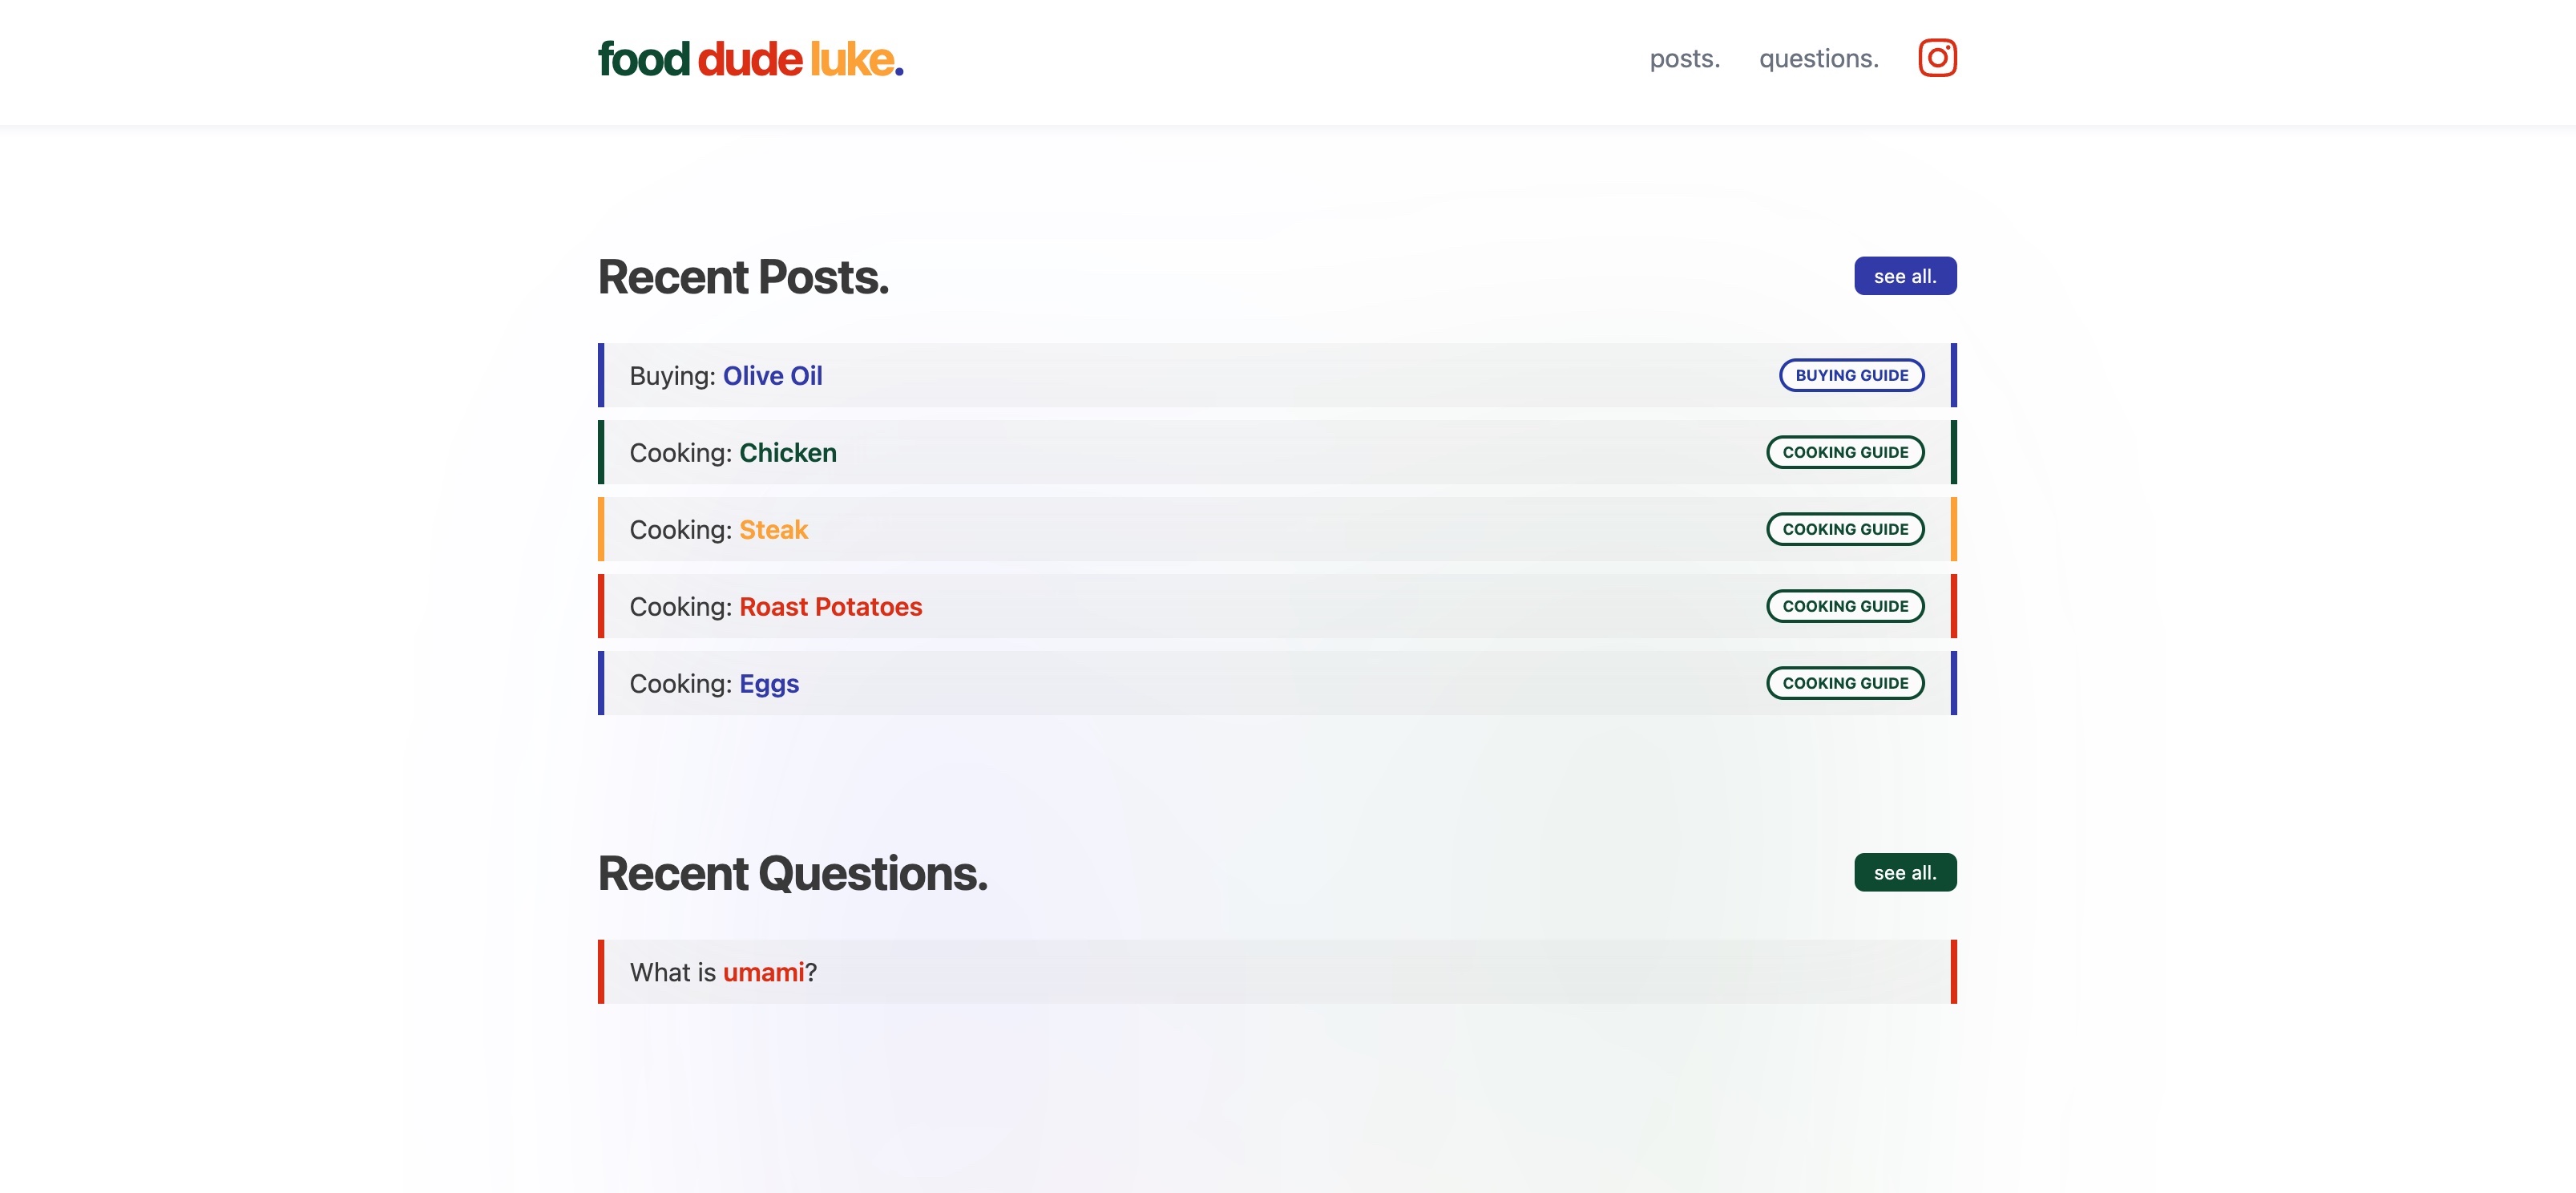 food dude luke.
posts. questions.
Recent Posts.
see all.
Buying: Olive Oil
BUYING GUIDE
Cooking: Chicken
COOKING GUIDE
Cooking: Steak
COOKING GUIDE
Cooking: Roast Potatoes
COOKING GUIDE
Cooking: Eggs
COOKING GUIDE
Recent Questions.
see all.
What is umami?